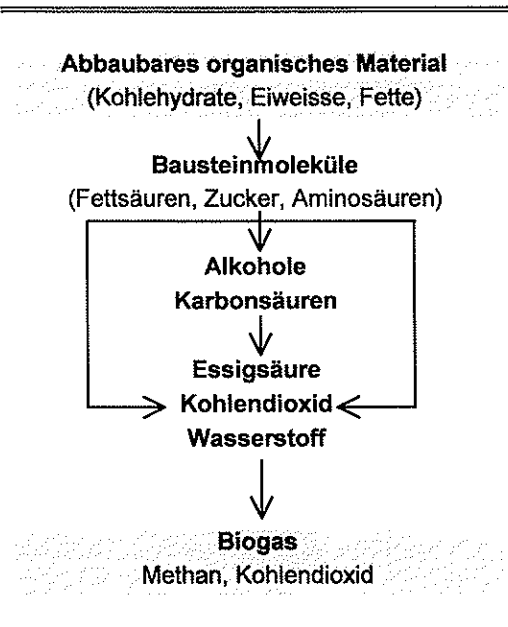 Abbaubares organisches Material
(Kohlehydrate, Eiweisse, Fette)
Bausteinmoleküle
(Fettsäuren, Zucker, Aminosäuren)
Alkohole
Karbonsäuren
Essigsäure
Kohlendioxid
Wasserstoff
Biogas
Methan, Kohlendioxid